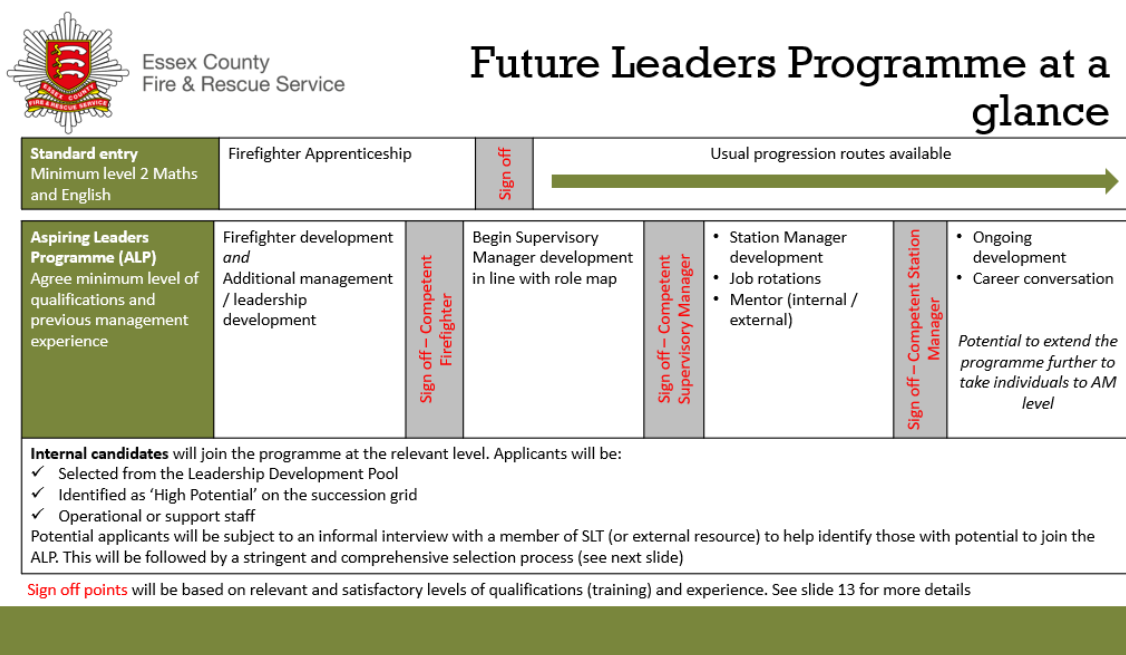 Essex County
Fire & Rescue Service
ESSEX COUNTY
FIRE & RESCUE SERVICE
Future Leaders Programme at a
glance
Standard entry
Minimum level 2 Maths
and English
Firefighter Apprenticeship
Sign off
Usual progression routes available
Aspiring Leaders
Programme (ALP)
Agree minimum level of
qualifications and
previous management
experience
Firefighter development
and
Additional management
/ leadership
development
Sign off – Competent
Firefighter
Begin Supervisory
Manager development
in line with role map
Sign off – Competent
Supervisory Manager
• Station Manager
development
• Job rotations
• Mentor (internal /
external)
Sign off – Competent Station
Manager
• Ongoing
development
• Career conversation
Potential to extend the
programme further to
take individuals to AM
level
Internal candidates will join the programme at the relevant level. Applicants will be:
✓ Selected from the Leadership Development Pool
✓ Identified as ‘High Potential’ on the succession grid
✓ Operational or support staff
Potential applicants will be subject to an informal interview with a member of SLT (or external resource) to help identify those with potential to join the
ALP. This will be followed by a stringent and comprehensive selection process (see next slide)
Sign off points will be based on relevant and satisfactory levels of qualifications (training) and experience. See slide 13 for more details